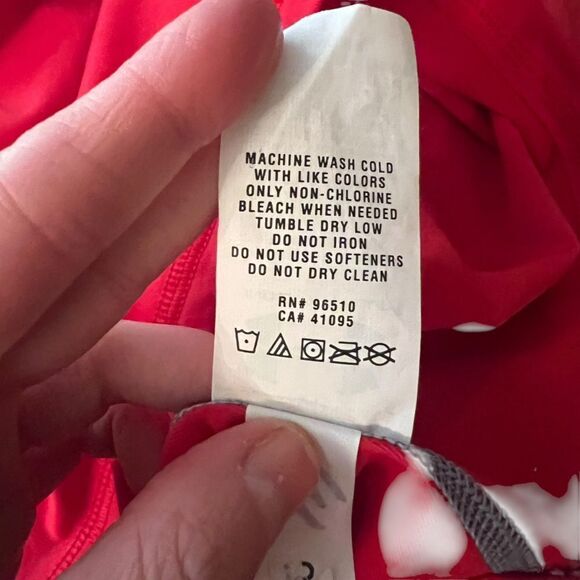 MACHINE WASH COLD
WITH LIKE COLORS
ONLY NON-CHLORINE
BLEACH WHEN NEEDED
TUMBLE DRY LOW
DO NOT IRON
DO NOT USE SOFTENERS
DO NOT DRY CLEAN
RN# 96510
CA# 41095